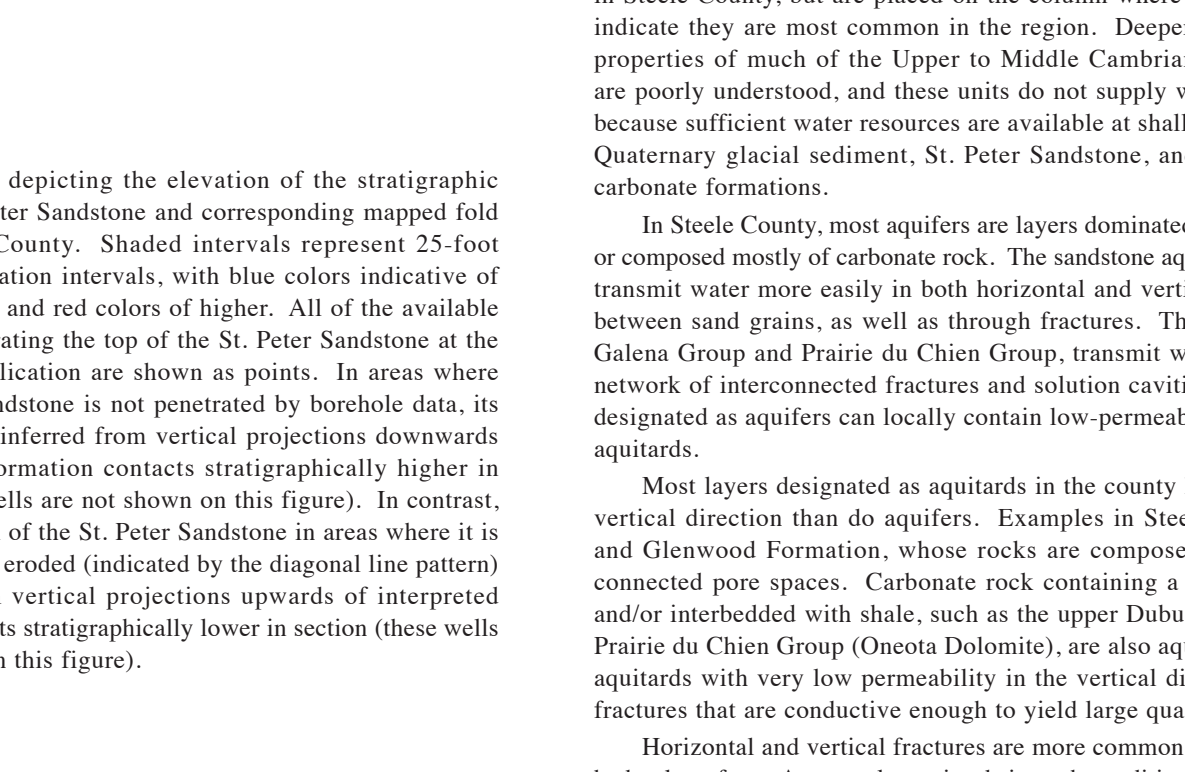 depicting the elevation of the stratigraphic
ter Sandstone and corresponding mapped fold
County. Shaded intervals represent 25-foot
ation intervals, with blue colors indicative of
and red colors of higher. All of the available
rating the top of the St. Peter Sandstone at the
lication are shown as points. In areas where
ndstone is not penetrated by borehole data, its
inferred from vertical projections downwards
ormation contacts stratigraphically higher in
ells are not shown on this figure). In contrast,
of the St. Peter Sandstone in areas where it is
eroded (indicated by the diagonal line pattern)
vertical projections upwards of interpreted
ts stratigraphically lower in section (these wells
n this figure).
in Steele County, but are placed on the column where
indicate they are most common in the region. Deeper
properties of much of the Upper to Middle Cambrian
are poorly understood, and these units do not supply w
because sufficient water resources are available at shall
Quaternary glacial sediment, St. Peter Sandstone, an
carbonate formations.
In Steele County, most aquifers are layers dominated
or composed mostly of carbonate rock. The sandstone aq
transmit water more easily in both horizontal and verti
between sand grains, as well as through fractures. Th
Galena Group and Prairie du Chien Group, transmit w
network of interconnected fractures and solution caviti
designated as aquifers can locally contain low-permeab
aquitards.
Most layers designated as aquitards in the county
vertical direction than do aquifers. Examples in Stee
and Glenwood Formation, whose rocks are compose
connected pore spaces. Carbonate rock containing a
and/or interbedded with shale, such as the upper Dubu
Prairie du Chien Group (Oneota Dolomite), are also aq
aquitards with very low permeability in the vertical di
fractures that are conductive enough to yield large qua
Horizontal and vertical fractures are more common